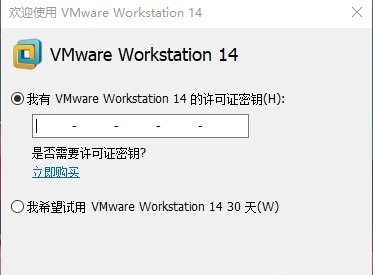 欢迎使用 VMware Workstation 14
VMware Workstation 14
我有 VMware Workstation 14 的许可证密钥(H):
- - - -
是否需要许可证密钥?
立即购买
我希望试用 VMware Workstation 14 30 天(W)